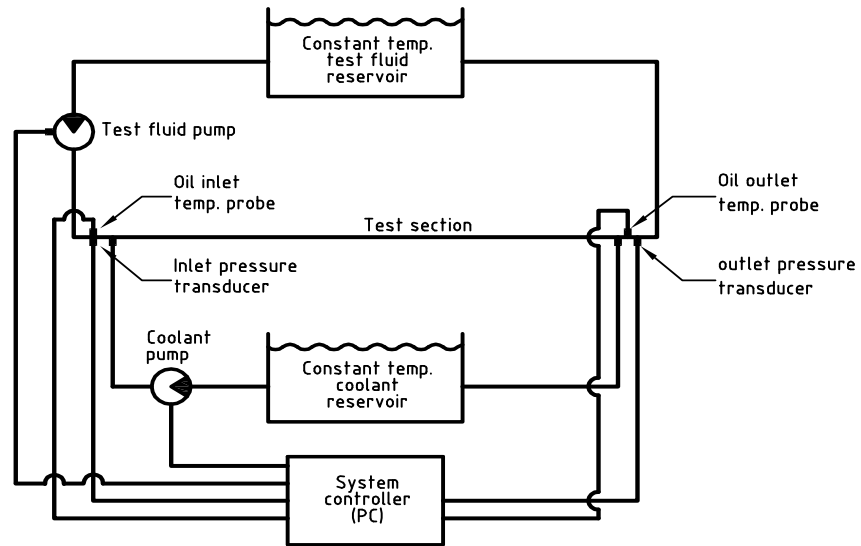 Constant temp.
test fluid
reservoir
Test fluid pump
Oil inlet
temp. probe
Test section
Oil outlet
temp. probe
Inlet pressure
transducer
outlet pressure
transducer
Coolant
pump
Constant temp.
coolant
reservoir
System
controller
(PC)